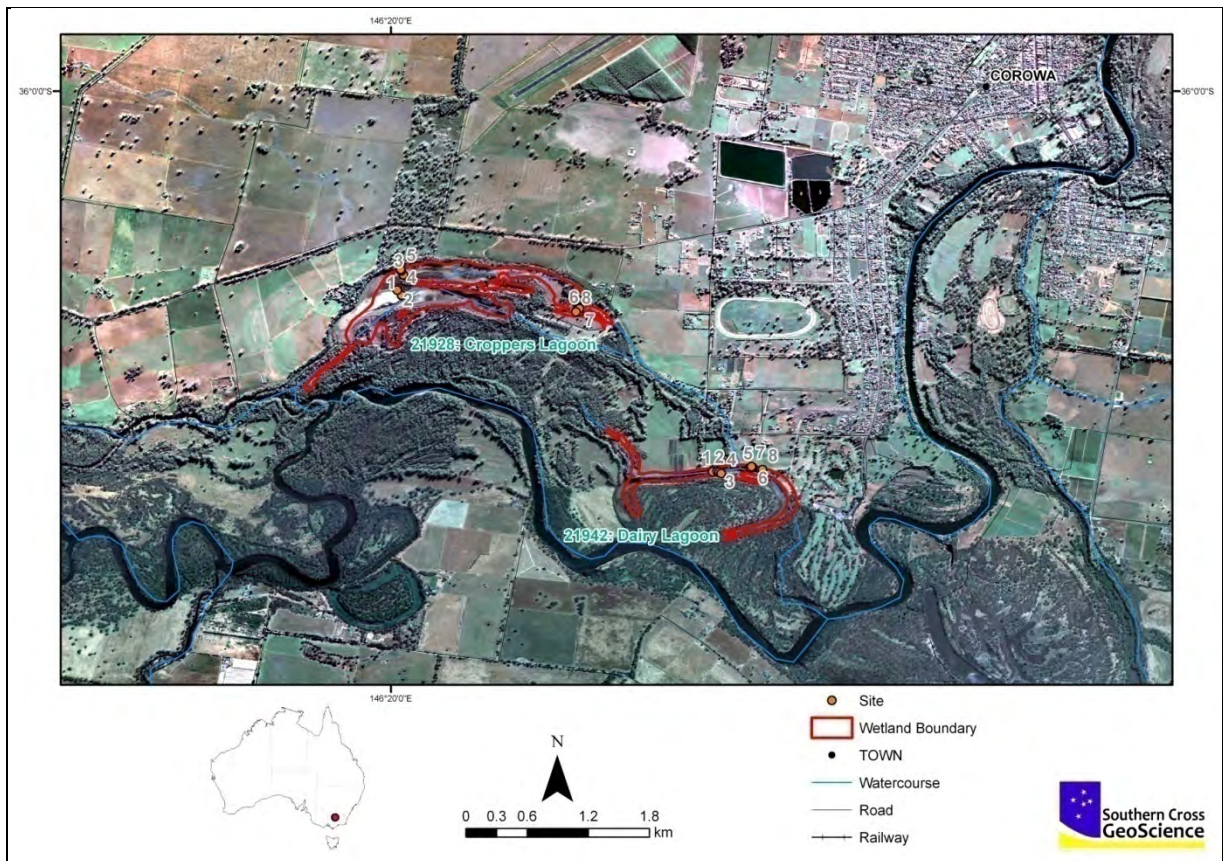 146°20'0"E
COROWA
36°0'0"S
36°0'0"S
3 5
4
1
2
6 8
7
21928: Croppers Lagoon
1 2 4
3
5 7 8
6
21942: Dairy Lagoon
146°20'0"E
N
0 0.3 0.6 1.2 1.8
km
Site
Wetland Boundary
TOWN
Watercourse
Road
Railway
Southern Cross
GeoScience